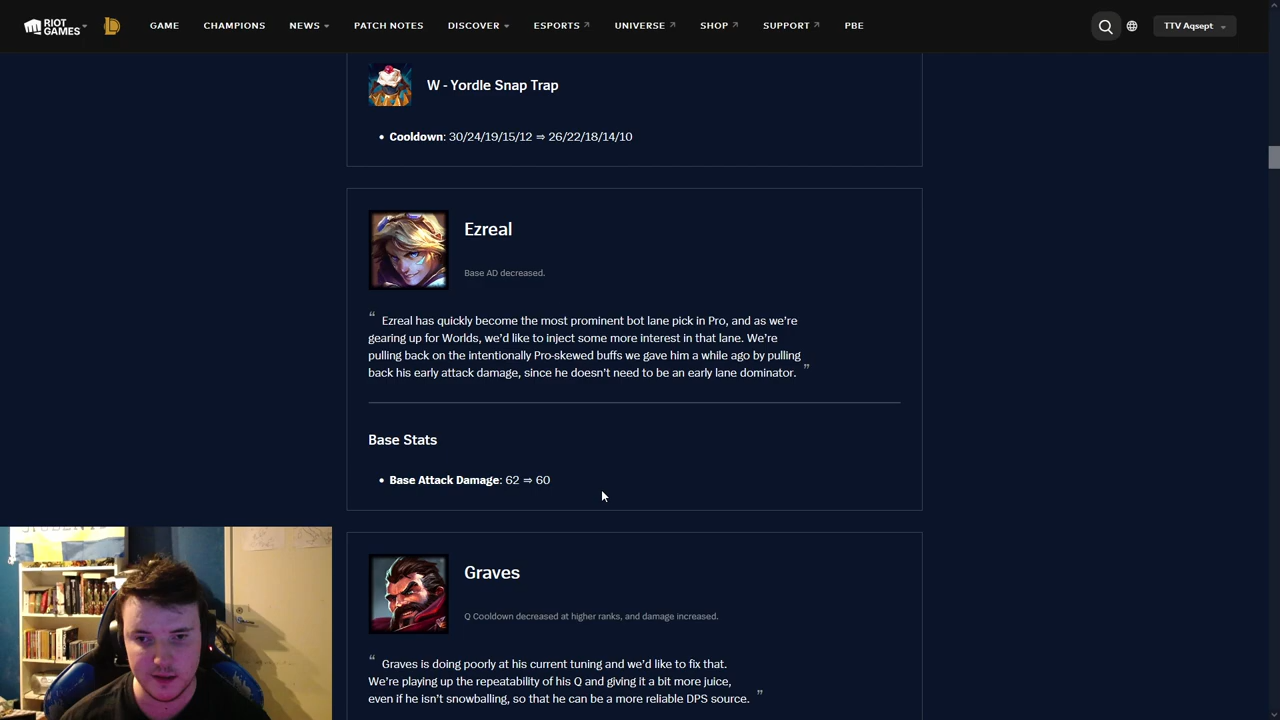 RIOT GAMES
GAME
CHAMPIONS
NEWS
PATCH NOTES
DISCOVER
ESPORTS
UNIVERSE
SHOP
SUPPORT
PBE
TTV Aqsept
W - Yordle Snap Trap
• Cooldown: 30/24/19/15/12 ⇒ 26/22/18/14/10
Ezreal
Base AD decreased.
“ Ezreal has quickly become the most prominent bot lane pick in Pro, and as we’re
gearing up for Worlds, we’d like to inject some more interest in that lane. We’re
pulling back on the intentionally Pro-skewed buffs we gave him a while ago by pulling
back his early attack damage, since he doesn’t need to be an early lane dominator. ”
Base Stats
• Base Attack Damage: 62 ⇒ 60
Graves
Q Cooldown decreased at higher ranks, and damage increased.
“ Graves is doing poorly at his current tuning and we’d like to fix that.
We’re playing up the repeatability of his Q and giving it a bit more juice,
even if he isn’t snowballing, so that he can be a more reliable DPS source. ”